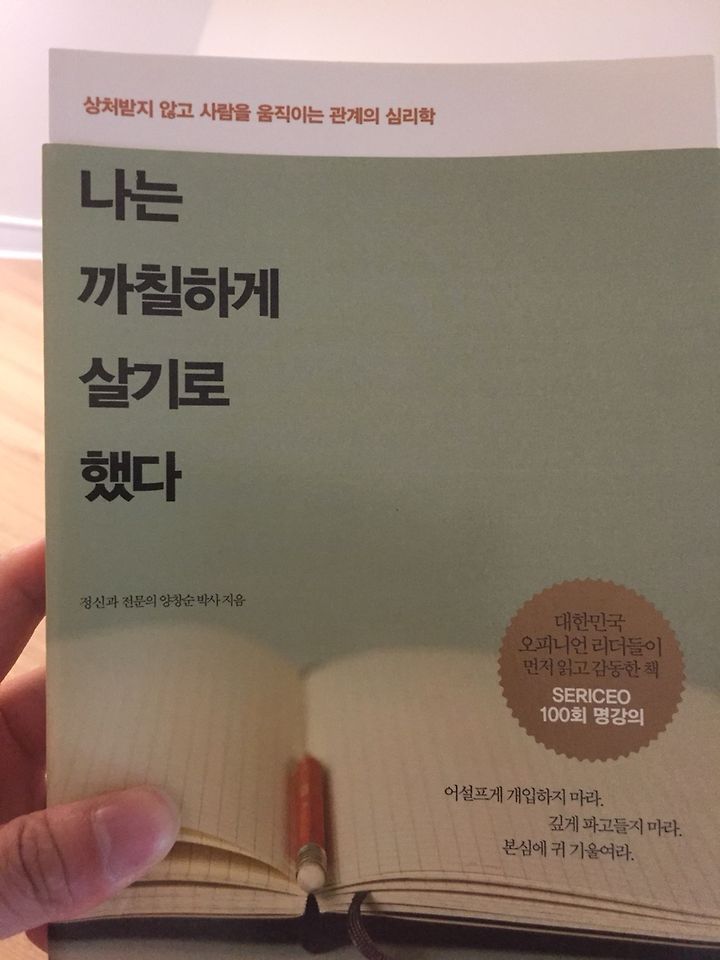 상처받지 않고 사람을 움직이는 관계의 심리학
나는
까칠하게
살기로
했다
정신과 전문의 양창순 박사 지음
대한민국
오피니언 리더들이
먼저 읽고 감동한 책
SERICEO
100회 명강의
어설프게 개입하지 마라.
깊게 파고들지 마라.
본심에 귀 기울여라.